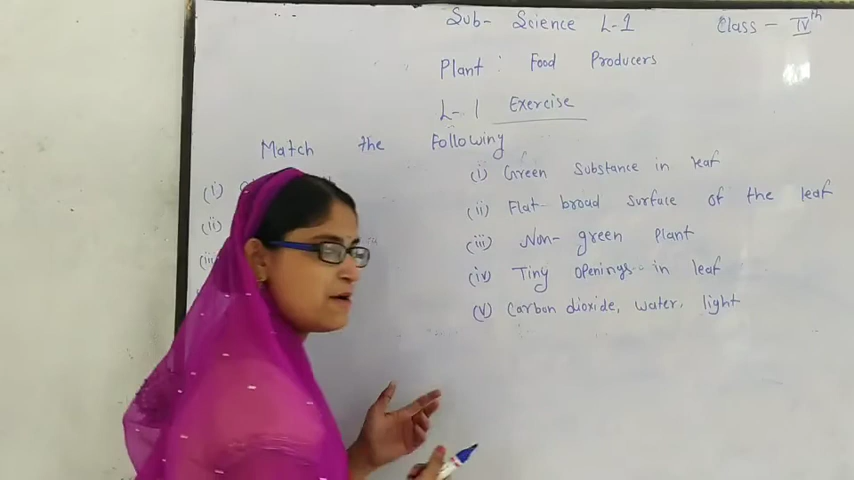 Sub- Science L-1 Class - IVth
Plant : Food Producers
L-1 Exercise
Match the Following
(i) (i) Green Substance in leaf
(ii) (ii) Flat-broad surface of the leaf
(iii) (iii) Non-green plant
(iv) Tiny openings in leaf
(v) Carbon dioxide, water, light